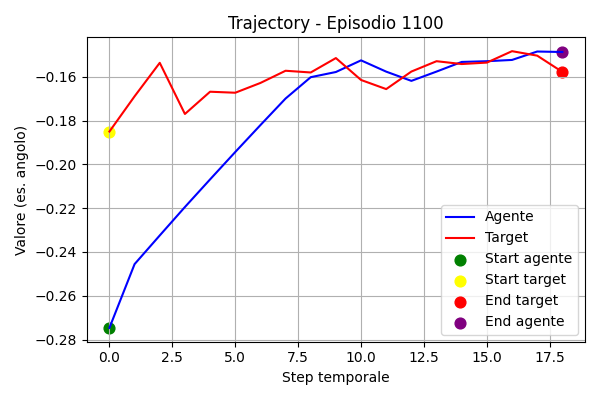 Trajectory - Episodio 1100
Valore (es. angolo)
−0.16
−0.18
−0.20
−0.22
−0.24
−0.26
−0.28
0.0
2.5
5.0
7.5
10.0
12.5
15.0
17.5
Step temporale
Agente
Target
Start agente
Start target
End target
End agente